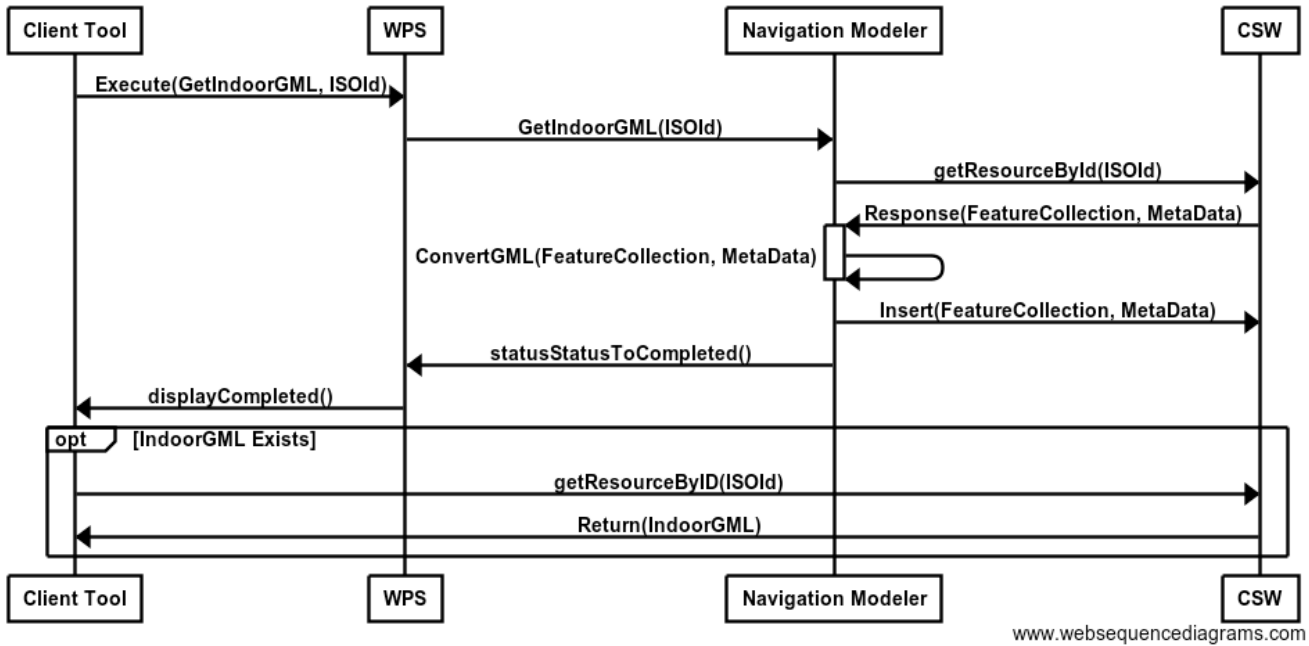 Client Tool
WPS
Navigation Modeler
CSW
Execute(GetIndoorGML, ISOId)
GetIndoorGML(ISOId)
getResourceById(ISOId)
Response(FeatureCollection, MetaData)
ConvertGML(FeatureCollection, MetaData)
Insert(FeatureCollection, MetaData)
statusStatusToCompleted()
displayCompleted()
opt [IndoorGML Exists]
getResourceByID(ISOId)
Return(IndoorGML)
Client Tool
WPS
Navigation Modeler
CSW
www.websequencediagrams.com